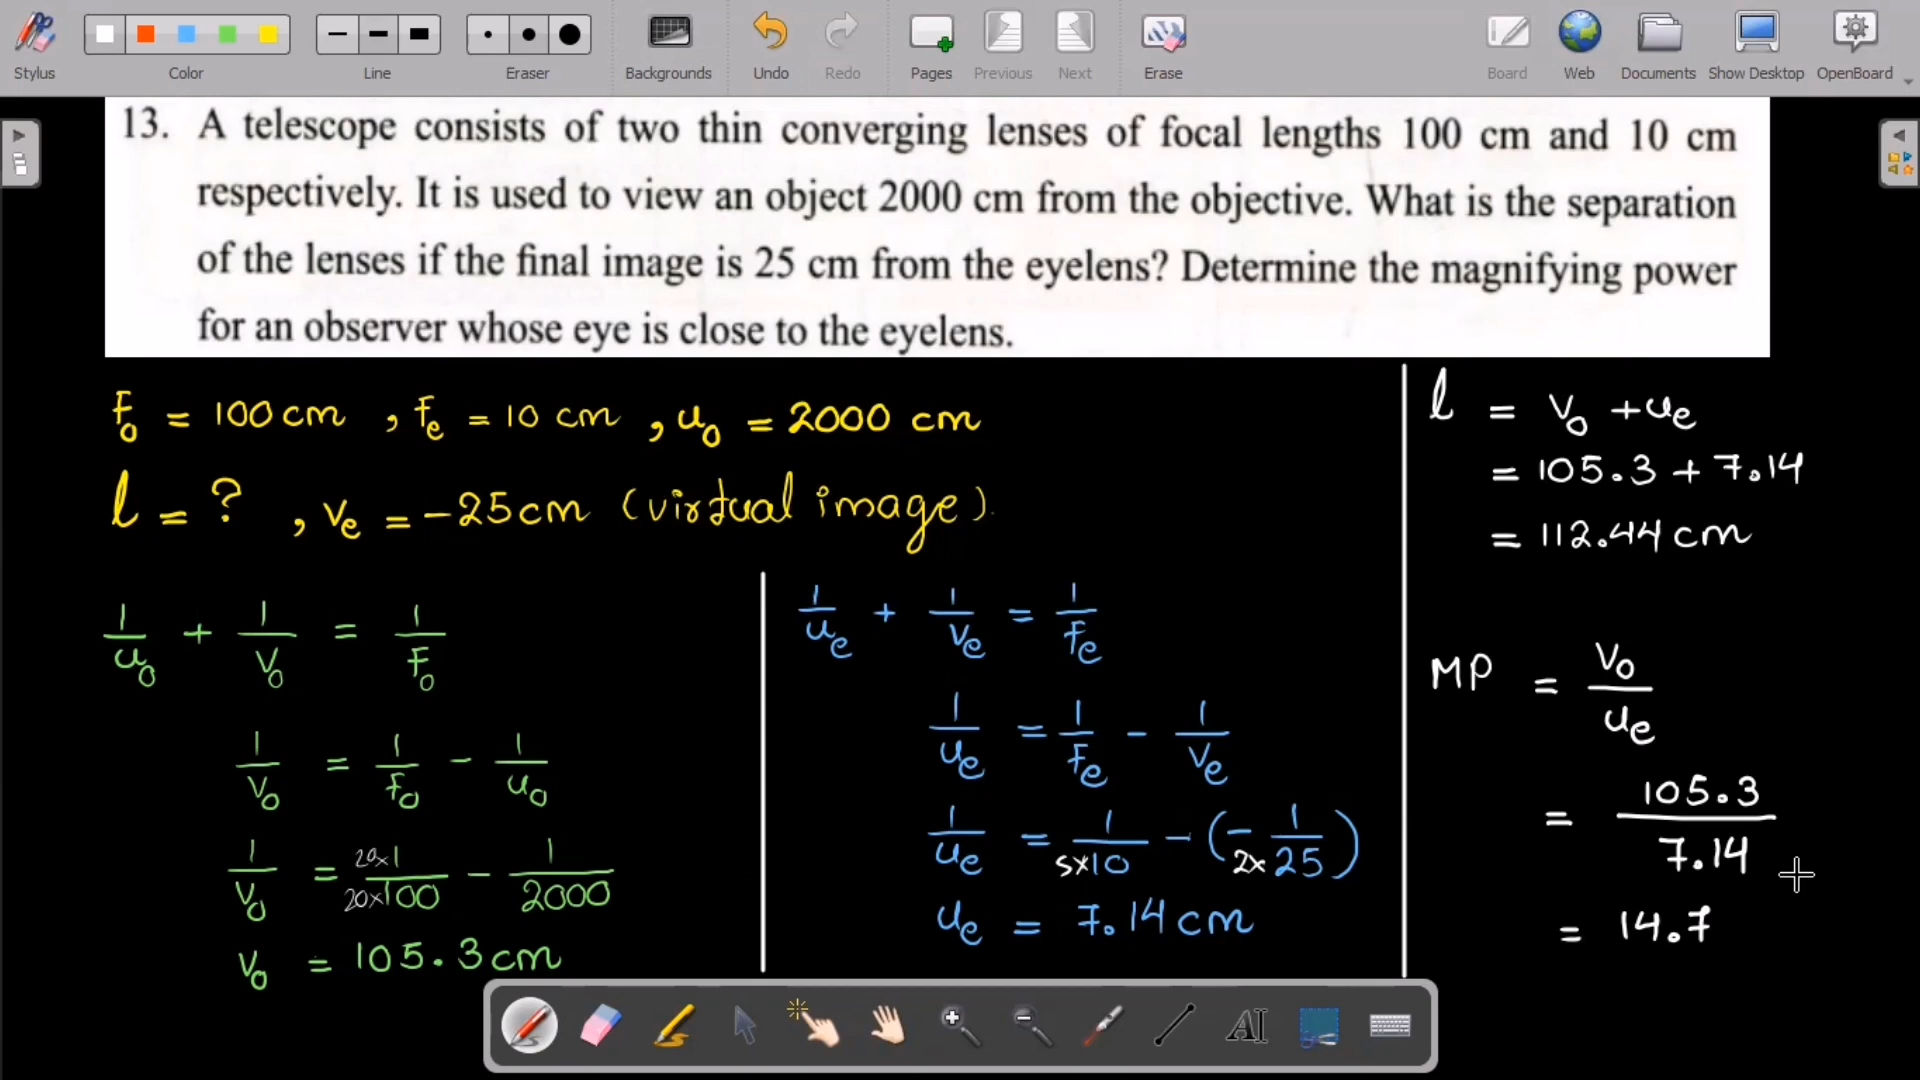 Stylus Color Line Eraser Backgrounds Undo Redo Pages Previous Next Erase Board Web Documents Show Desktop OpenBoard
13. A telescope consists of two thin converging lenses of focal lengths 100 cm and 10 cm
respectively. It is used to view an object 2000 cm from the objective. What is the separation
of the lenses if the final image is 25 cm from the eyelens? Determine the magnifying power
for an observer whose eye is close to the eyelens.
F₀ = 100 cm , Fe = 10 cm , u₀ = 2000 cm
l = ? , ve = -25 cm (virtual image).
1/u₀ + 1/V₀ = 1/F₀
1/V₀ = 1/F₀ - 1/u₀
1/V₀ = 20×1/20×100 - 1/2000
V₀ = 105.3 cm
1/ue + 1/Ve = 1/Fe
1/ue = 1/Fe - 1/Ve
1/ue = 1/5×10 - (- 1/2×25)
ue = 7.14 cm
l = V₀ + ue
= 105.3 + 7.14
= 112.44 cm
MP = V₀/ue
= 105.3/7.14
= 14.7
AI